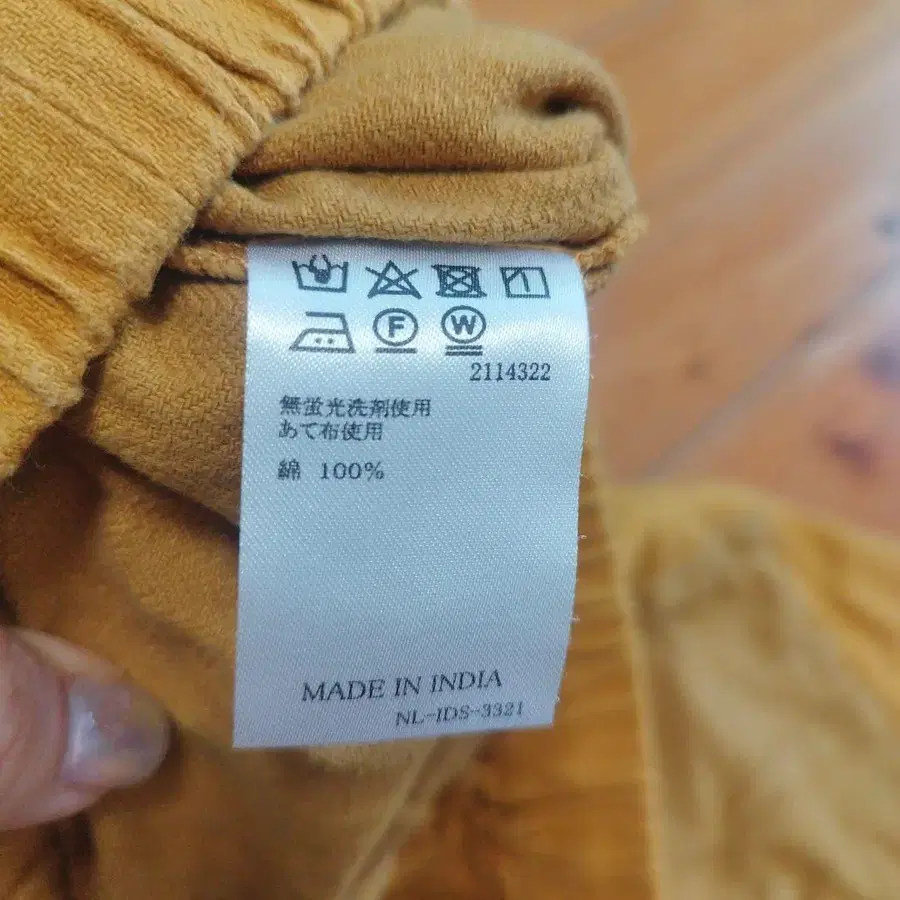 F W
2114322
無蛍光洗剤使用
あて布使用
綿 100%
MADE IN INDIA
NL-IDS-3321